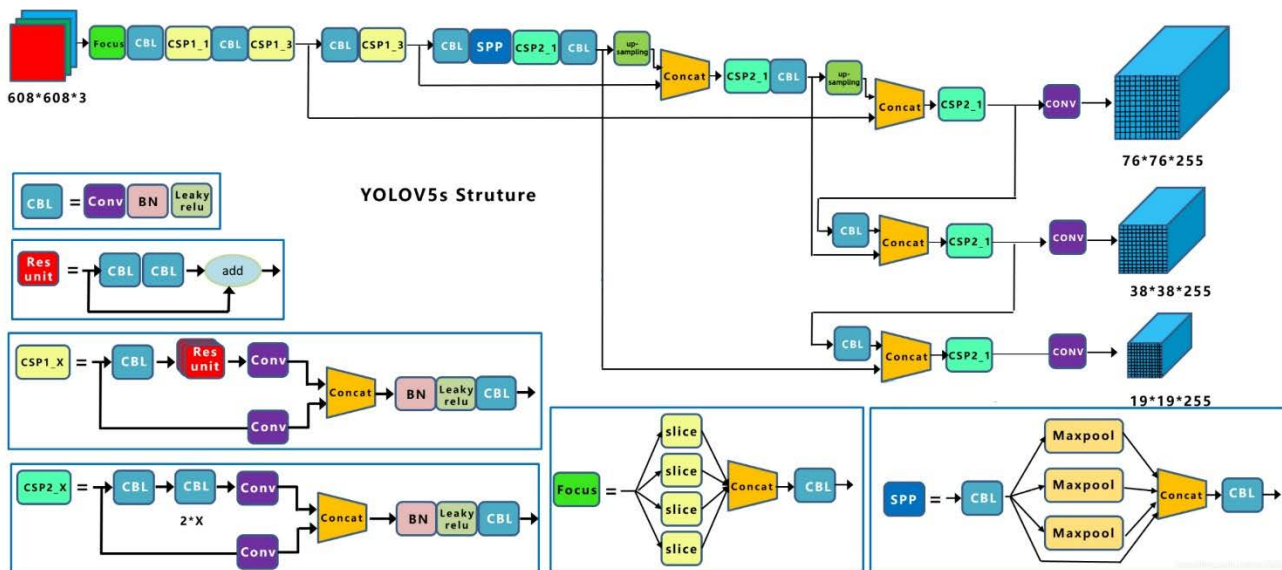 Focus CBL CSP1_1 CBL CSP1_3 CBL CSP1_3 CBL SPP CSP2_1 CBL
up-
sampling
Concat
CSP2_1 CBL
up-
sampling
Concat
CSP2_1
CONV
608*608*3
76*76*255
YOLOV5s Struture
CBL = Conv BN Leaky
relu
CBL
Concat
CSP2_1
CONV
38*38*255
Res
unit
=
CBL CBL add
CBL
Concat
CSP2_1
CONV
19*19*255
CSP1_X = CBL Res
unit
Conv
Concat
BN Leaky
relu
CBL
Conv
CSP2_X = CBL CBL Conv
2*X
Concat
BN Leaky
relu
CBL
Conv
Focus =
slice
slice
slice
slice
Concat
CBL
SPP = CBL
Maxpool
Maxpool
Maxpool
Concat
CBL